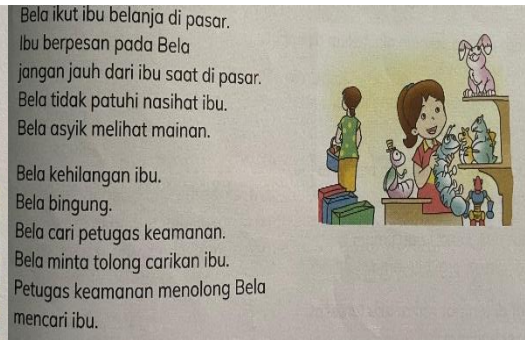 Bela ikut ibu belanja di pasar.
Ibu berpesan pada Bela
jangan jauh dari ibu saat di pasar.
Bela tidak patuhi nasihat ibu.
Bela asyik melihat mainan.
Bela kehilangan ibu.
Bela bingung.
Bela cari petugas keamanan.
Bela minta tolong carikan ibu.
Petugas keamanan menolong Bela
mencari ibu.